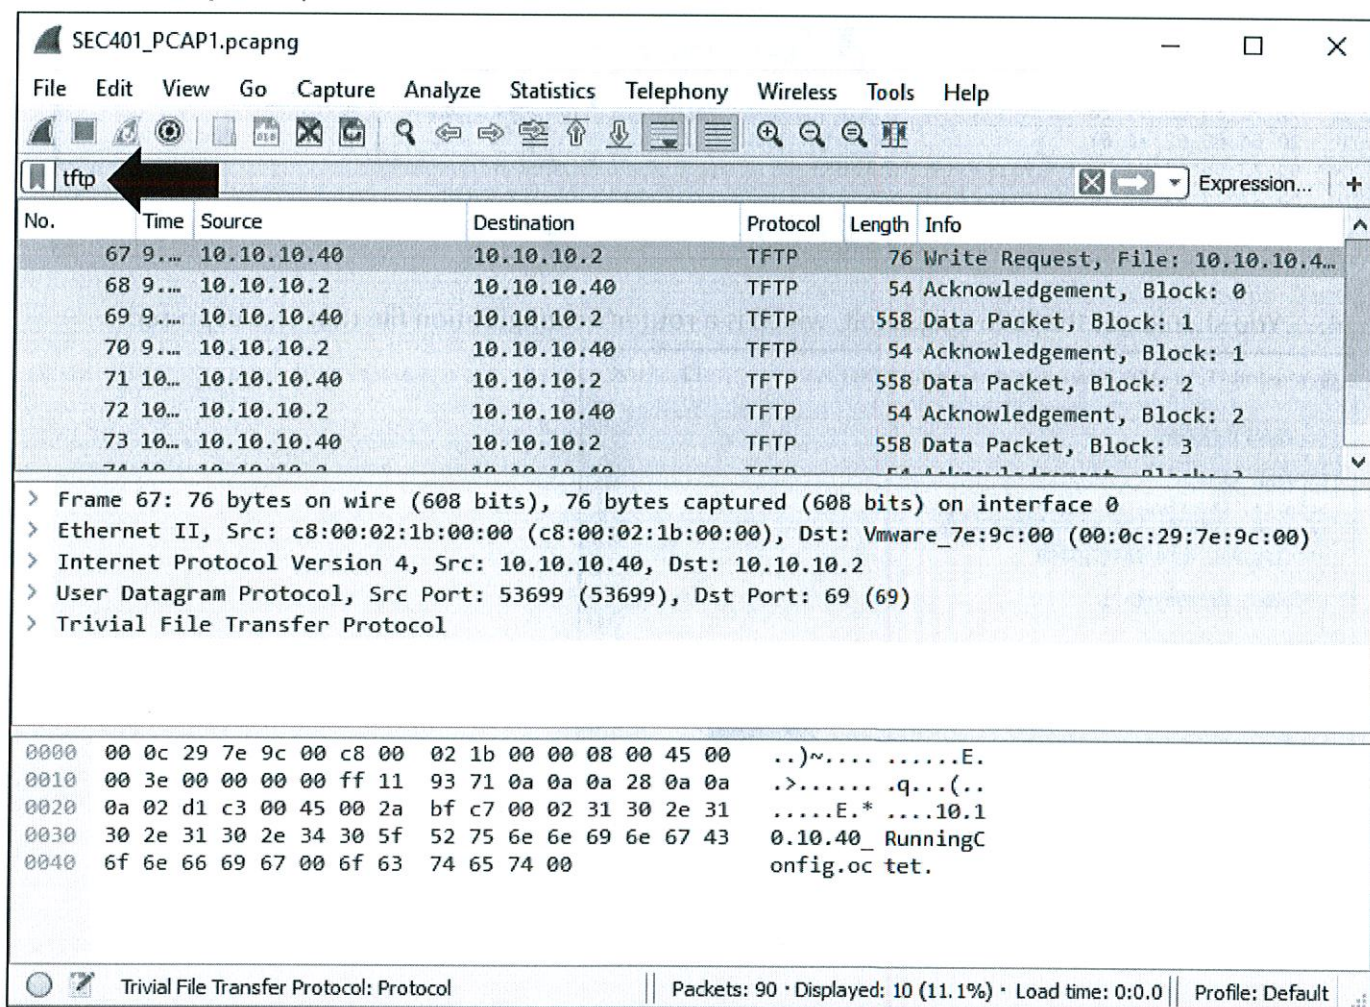 SEC401_PCAP1.pcapng
File Edit View Go Capture Analyze Statistics Telephony Wireless Tools Help
tftp Expression... +
No. Time Source Destination Protocol Length Info
67 9.... 10.10.10.40 10.10.10.2 TFTP 76 Write Request, File: 10.10.10.4...
68 9.... 10.10.10.2 10.10.10.40 TFTP 54 Acknowledgement, Block: 0
69 9.... 10.10.10.40 10.10.10.2 TFTP 558 Data Packet, Block: 1
70 9.... 10.10.10.2 10.10.10.40 TFTP 54 Acknowledgement, Block: 1
71 10... 10.10.10.40 10.10.10.2 TFTP 558 Data Packet, Block: 2
72 10... 10.10.10.2 10.10.10.40 TFTP 54 Acknowledgement, Block: 2
73 10... 10.10.10.40 10.10.10.2 TFTP 558 Data Packet, Block: 3
> Frame 67: 76 bytes on wire (608 bits), 76 bytes captured (608 bits) on interface 0
> Ethernet II, Src: c8:00:02:1b:00:00 (c8:00:02:1b:00:00), Dst: Vmware_7e:9c:00 (00:0c:29:7e:9c:00)
> Internet Protocol Version 4, Src: 10.10.10.40, Dst: 10.10.10.2
> User Datagram Protocol, Src Port: 53699 (53699), Dst Port: 69 (69)
> Trivial File Transfer Protocol
0000 00 0c 29 7e 9c 00 c8 00 02 1b 00 00 08 00 45 00 ..)~.... ......E.
0010 00 3e 00 00 00 00 ff 11 93 71 0a 0a 0a 28 0a 0a .>...... .q...(..
0020 0a 02 d1 c3 00 45 00 2a bf c7 00 02 31 30 2e 31 .....E.* ....10.1
0030 30 2e 31 30 2e 34 30 5f 52 75 6e 6e 69 6e 67 43 0.10.40_ RunningC
0040 6f 6e 66 69 67 00 6f 63 74 65 74 00 onfig.oc tet.
Trivial File Transfer Protocol: Protocol Packets: 90 · Displayed: 10 (11.1%) · Load time: 0:0.0 Profile: Default